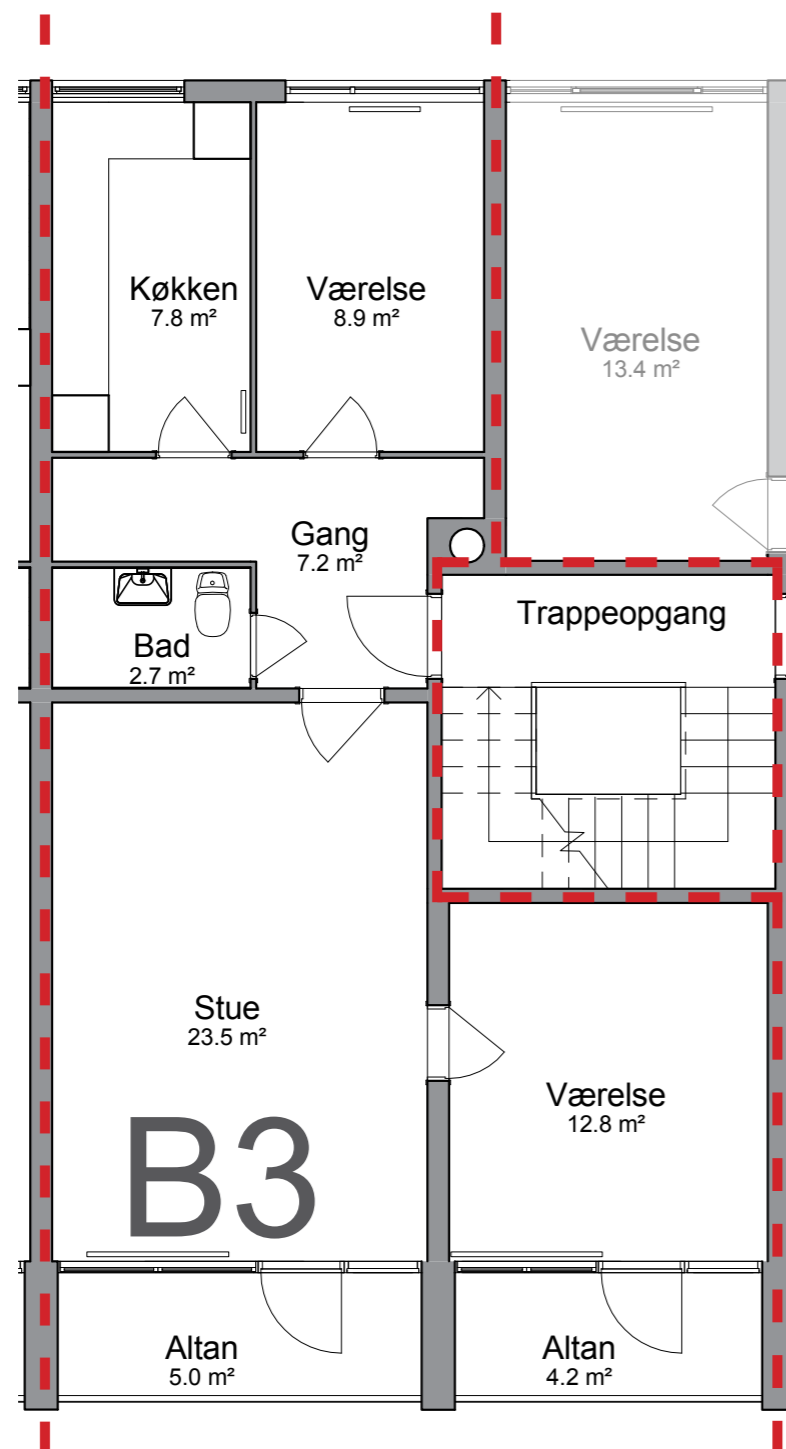 Køkken
7.8 m²
Værelse
8.9 m²
Værelse
13.4 m²
Gang
7.2 m²
Trappeopgang
Bad
2.7 m²
Stue
23.5 m²
Værelse
12.8 m²
B3
Altan
5.0 m²
Altan
4.2 m²